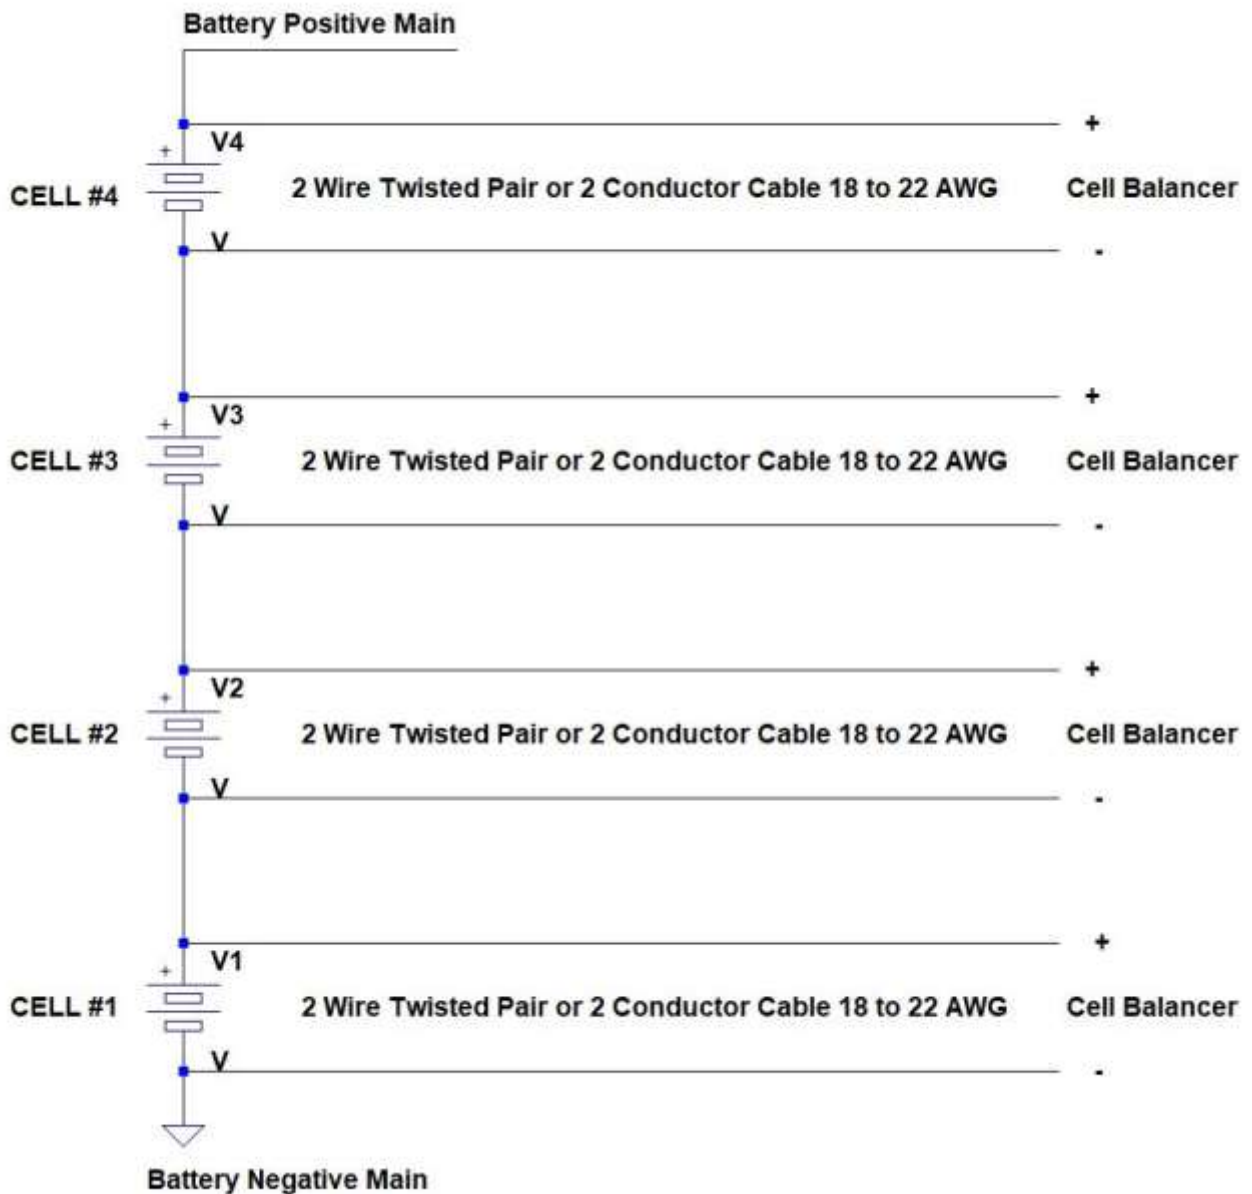 Battery Positive Main
+
V4
+
CELL #4
2 Wire Twisted Pair or 2 Conductor Cable 18 to 22 AWG
Cell Balancer
V
-
+
V3
+
CELL #3
2 Wire Twisted Pair or 2 Conductor Cable 18 to 22 AWG
Cell Balancer
V
-
+
V2
+
CELL #2
2 Wire Twisted Pair or 2 Conductor Cable 18 to 22 AWG
Cell Balancer
V
-
+
V1
+
CELL #1
2 Wire Twisted Pair or 2 Conductor Cable 18 to 22 AWG
Cell Balancer
V
-
Battery Negative Main